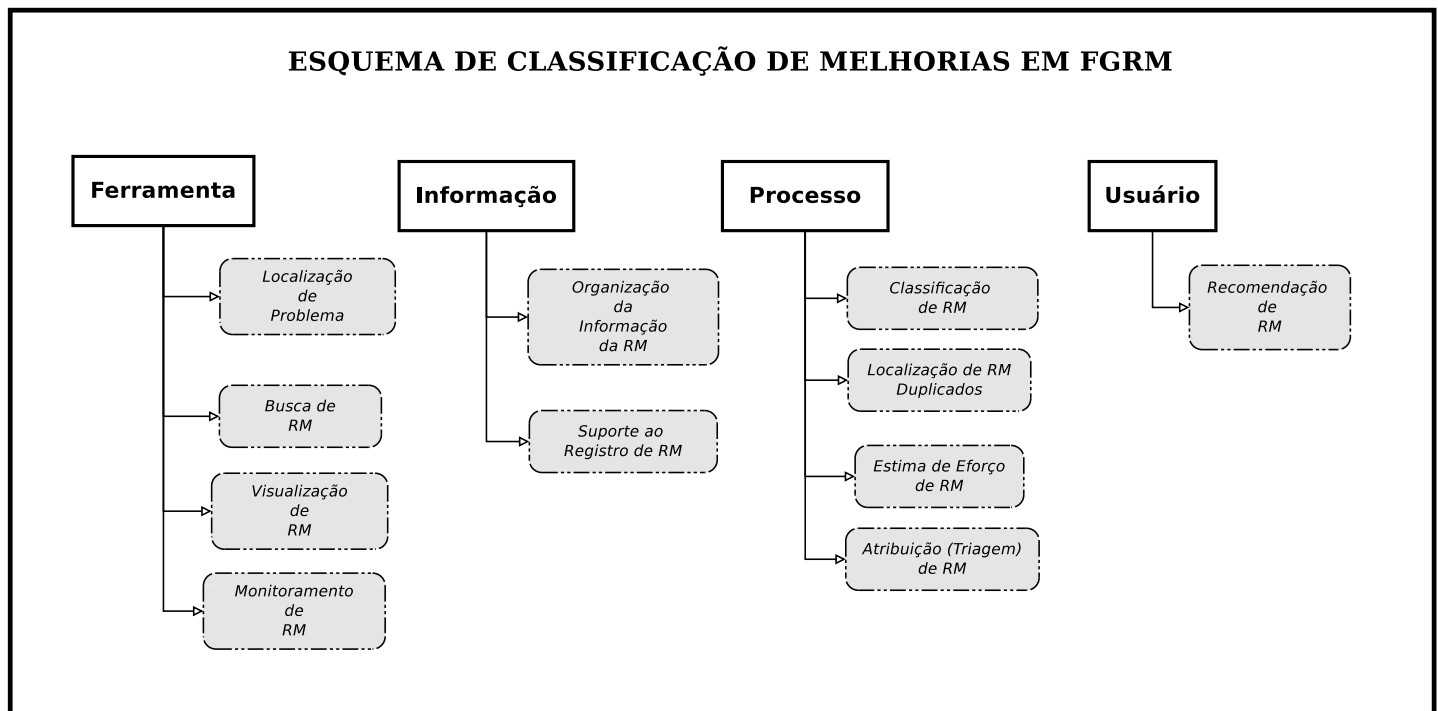 ESQUEMA DE CLASSIFICAÇÃO DE MELHORIAS EM FGRM
Ferramenta
Localização
de
Problema
Busca de
RM
Visualização
de
RM
Monitoramento
de
RM
Informação
Organização
da
Informação
da RM
Suporte ao
Registro de RM
Processo
Classificação
de RM
Localização de RM
Duplicados
Estima de Eforço
de RM
Atribuição (Triagem)
de RM
Usuário
Recomendação
de
RM